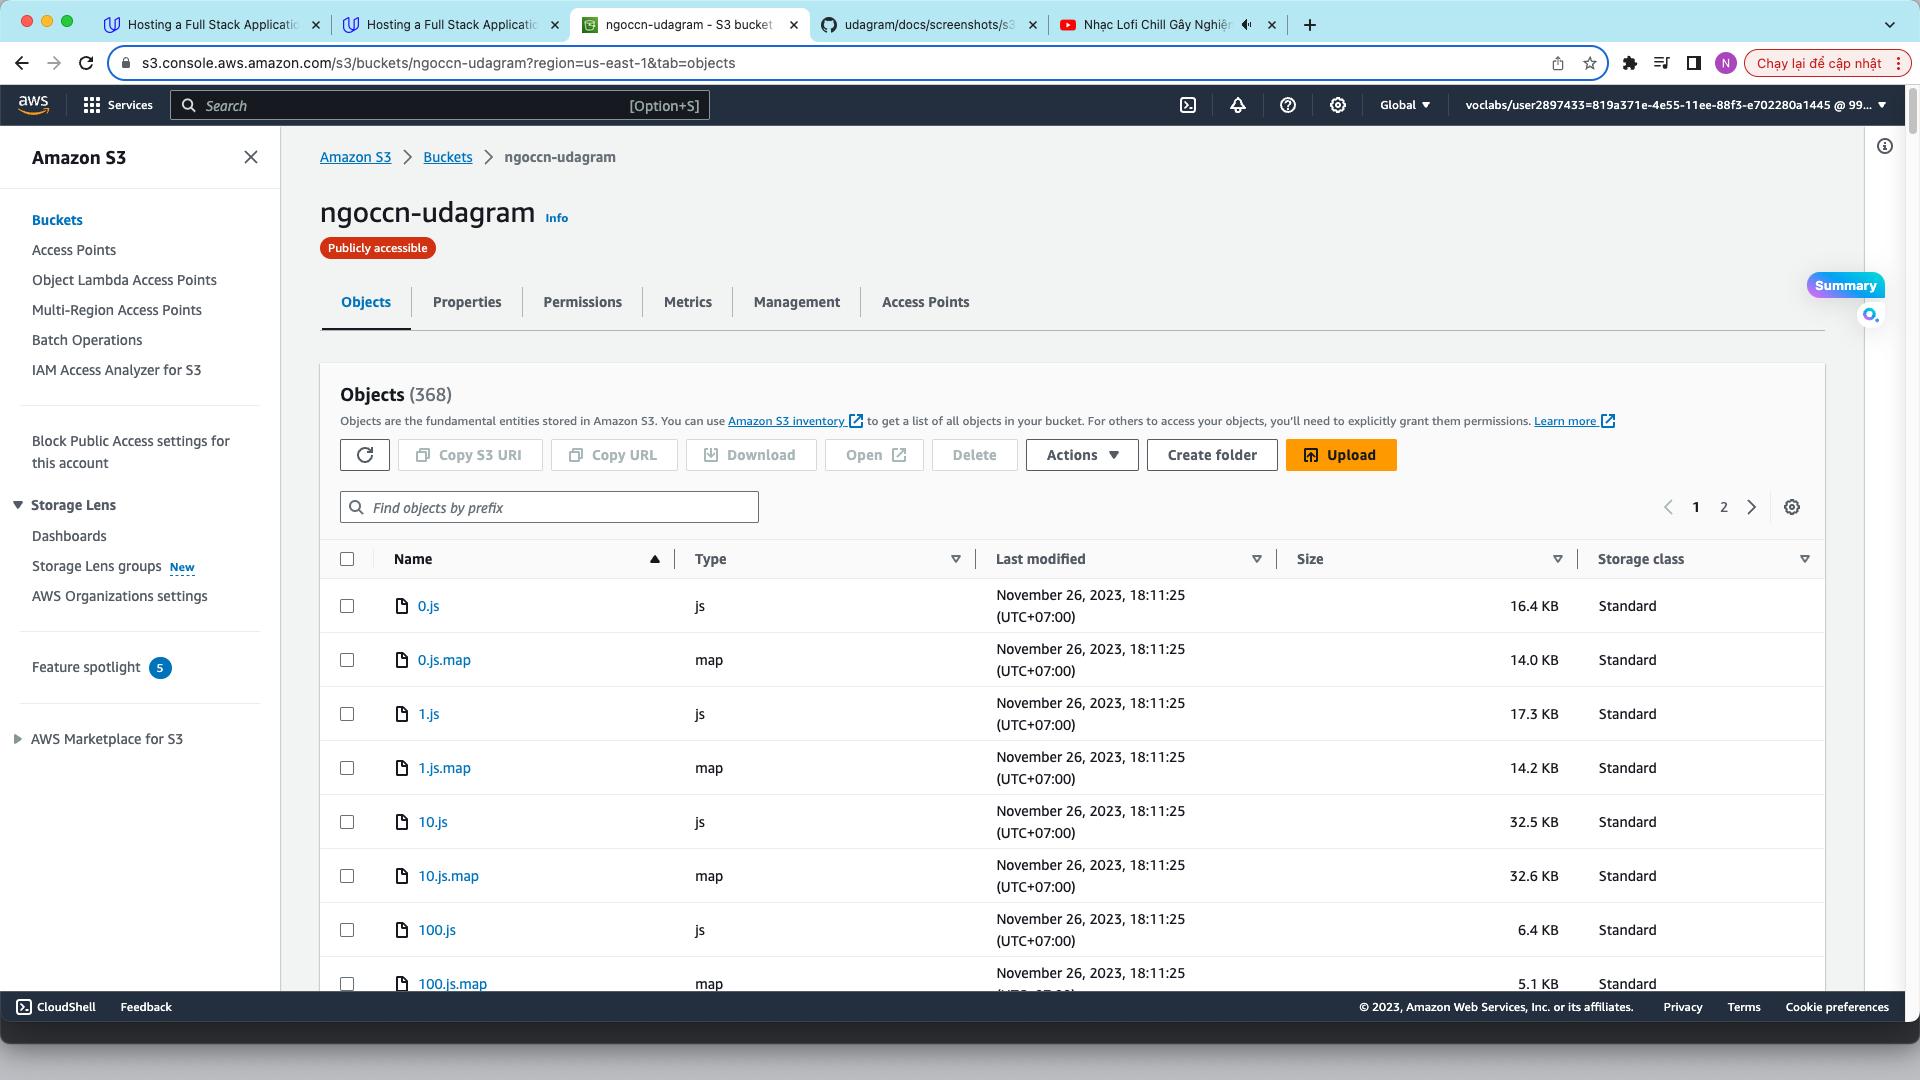 Hosting a Full Stack Applicatio
Hosting a Full Stack Applicatio
ngoccn-udagram - S3 bucket
udagram/docs/screenshots/s3
Nhạc Lofi Chill Gây Nghiện
s3.console.aws.amazon.com/s3/buckets/ngoccn-udagram?region=us-east-1&tab=objects
N
Chạy lại để cập nhật
aws
Services
Search
[Option+S]
Global
voclabs/user2897433=819a371e-4e55-11ee-88f3-e702280a1445 @ 99...
Amazon S3
Buckets
Access Points
Object Lambda Access Points
Multi-Region Access Points
Batch Operations
IAM Access Analyzer for S3
Block Public Access settings for
this account
Storage Lens
Dashboards
Storage Lens groups New
AWS Organizations settings
Feature spotlight 5
AWS Marketplace for S3
Amazon S3 > Buckets > ngoccn-udagram
ngoccn-udagram Info
Publicly accessible
Objects
Properties
Permissions
Metrics
Management
Access Points
Summary
Objects (368)
Objects are the fundamental entities stored in Amazon S3. You can use Amazon S3 inventory to get a list of all objects in your bucket. For others to access your objects, you'll need to explicitly grant them permissions. Learn more
Copy S3 URI
Copy URL
Download
Open
Delete
Actions
Create folder
Upload
Find objects by prefix
1 2
Name Type Last modified Size Storage class
0.js js November 26, 2023, 18:11:25 (UTC+07:00) 16.4 KB Standard
0.js.map map November 26, 2023, 18:11:25 (UTC+07:00) 14.0 KB Standard
1.js js November 26, 2023, 18:11:25 (UTC+07:00) 17.3 KB Standard
1.js.map map November 26, 2023, 18:11:25 (UTC+07:00) 14.2 KB Standard
10.js js November 26, 2023, 18:11:25 (UTC+07:00) 32.5 KB Standard
10.js.map map November 26, 2023, 18:11:25 (UTC+07:00) 32.6 KB Standard
100.js js November 26, 2023, 18:11:25 (UTC+07:00) 6.4 KB Standard
100.js.map map November 26, 2023, 18:11:25 5.1 KB Standard
CloudShell
Feedback
© 2023, Amazon Web Services, Inc. or its affiliates.
Privacy
Terms
Cookie preferences